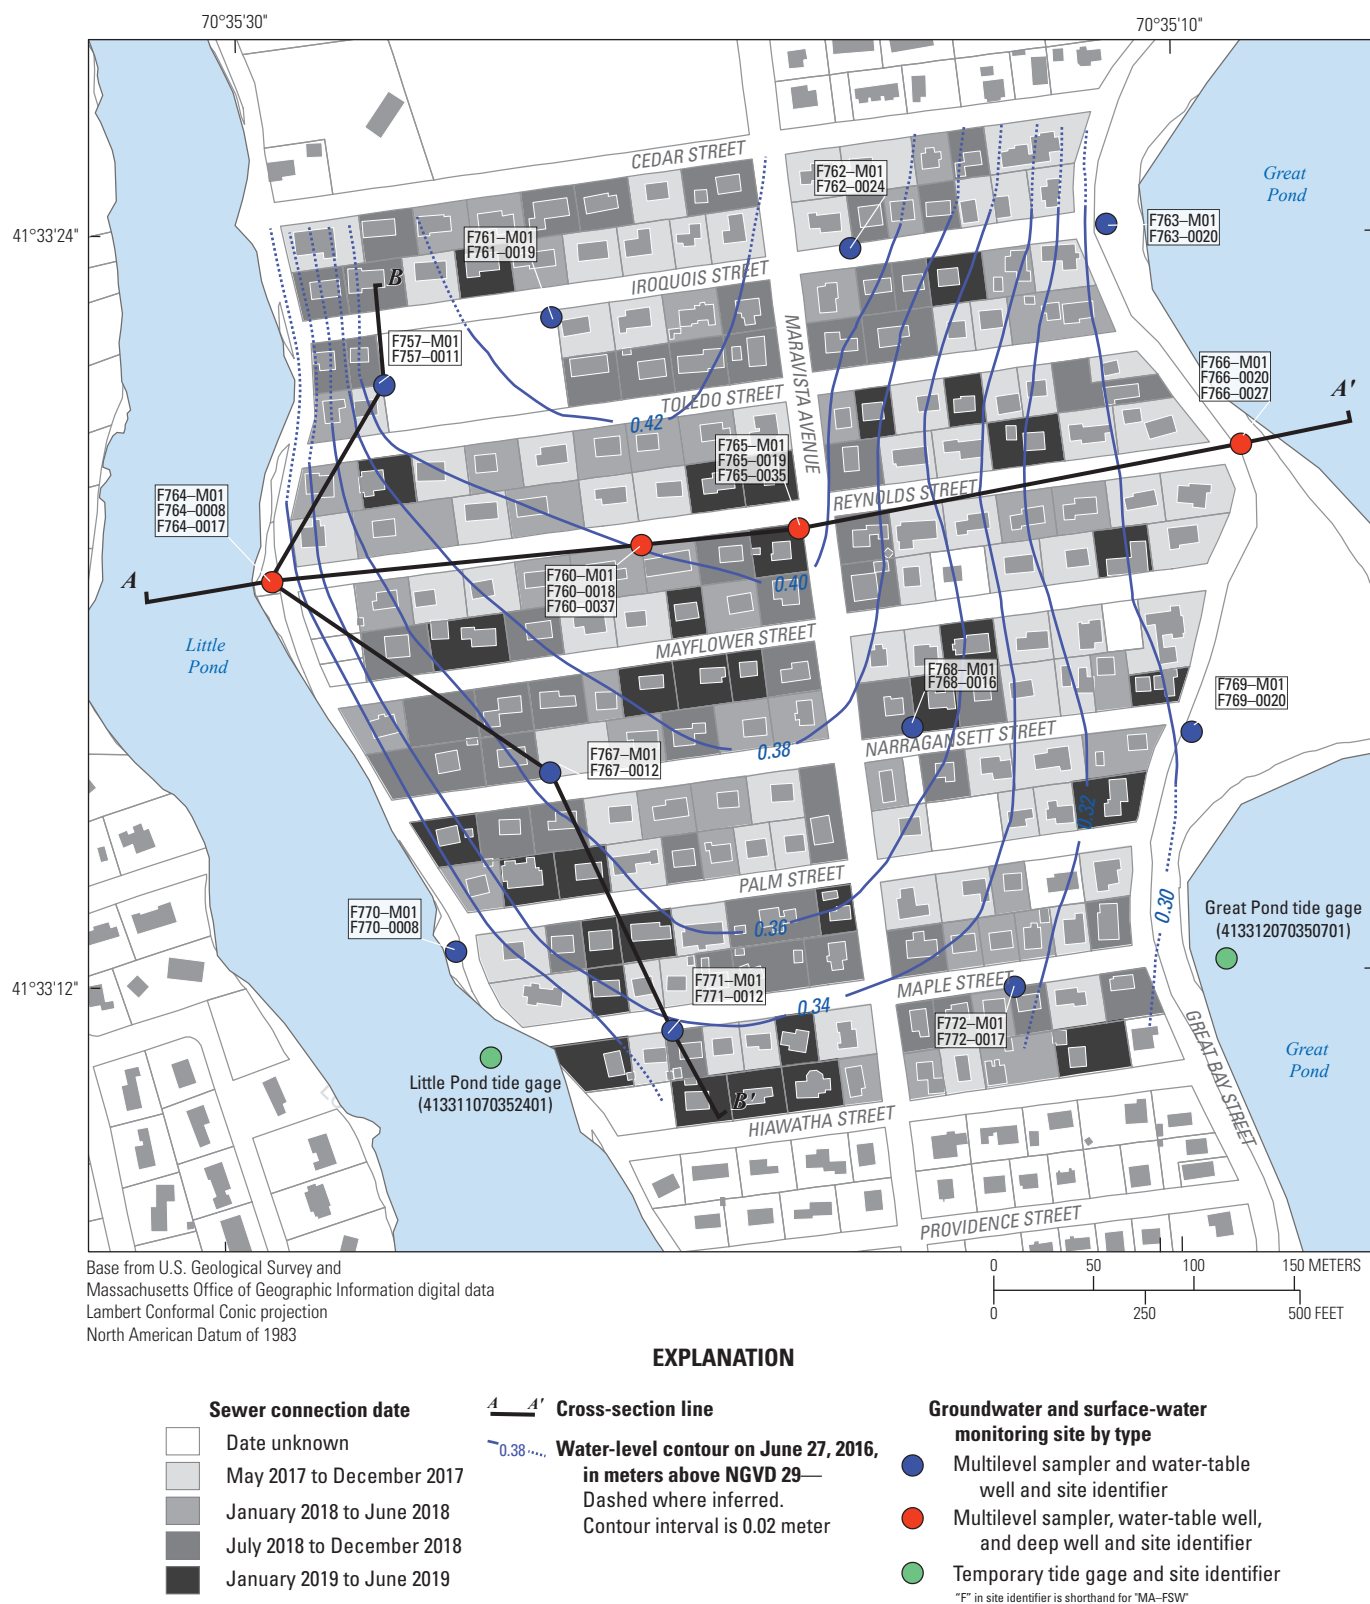 70°35'30"
70°35'10"
41°33'24"
41°33'12"
CEDAR STREET
Great
Pond
F762–M01
F762–0024
F763–M01
F763–0020
F761–M01
F761–0019
IROQUOIS STREET
B
F757–M01
F757–0011
MARAVISTA AVENUE
TOLEDO STREET
0.42
F766–M01
F766–0020
F766–0027
A'
F765–M01
F765–0019
F765–0035
REYNOLDS STREET
F764–M01
F764–0008
F764–0017
A
F760–M01
F760–0018
F760–0037
0.40
Little
Pond
MAYFLOWER STREET
F768–M01
F768–0016
F769–M01
F769–0020
NARRAGANSETT STREET
0.38
F767–M01
F767–0012
0.32
PALM STREET
0.36
0.30
F770–M01
F770–0008
Great Pond tide gage
(413312070350701)
F771–M01
F771–0012
MAPLE STREET
0.34
F772–M01
F772–0017
GREAT BAY STREET
Great
Pond
Little Pond tide gage
(413311070352401)
B'
HIAWATHA STREET
PROVIDENCE STREET
Base from U.S. Geological Survey and
Massachusetts Office of Geographic Information digital data
Lambert Conformal Conic projection
North American Datum of 1983
0 50 100 150 METERS
0 250 500 FEET
EXPLANATION
Sewer connection date
Date unknown
May 2017 to December 2017
January 2018 to June 2018
July 2018 to December 2018
January 2019 to June 2019
A A' Cross-section line
0.38 Water-level contour on June 27, 2016,
in meters above NGVD 29—
Dashed where inferred.
Contour interval is 0.02 meter
Groundwater and surface-water
monitoring site by type
Multilevel sampler and water-table
well and site identifier
Multilevel sampler, water-table well,
and deep well and site identifier
Temporary tide gage and site identifier
"F" in site identifier is shorthand for "MA–FSW"